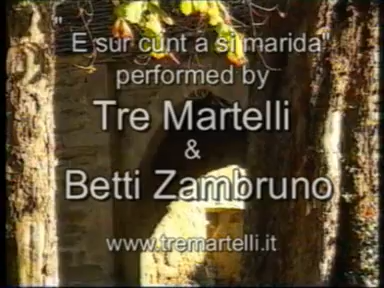 "E sur cunt a si marida"
performed by
Tre Martelli
&
Betti Zambruno
www.tremartelli.it